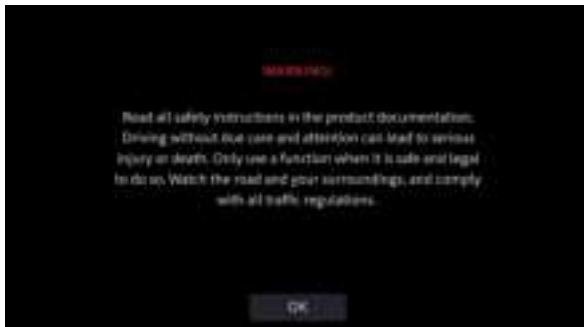 WARNING!
Read all safety instructions in the product documentation.
Driving without due care and attention can lead to serious
injury or death. Only use a function when it is safe and legal
to do so. Watch the road and your surroundings, and comply
with all traffic regulations.
OK